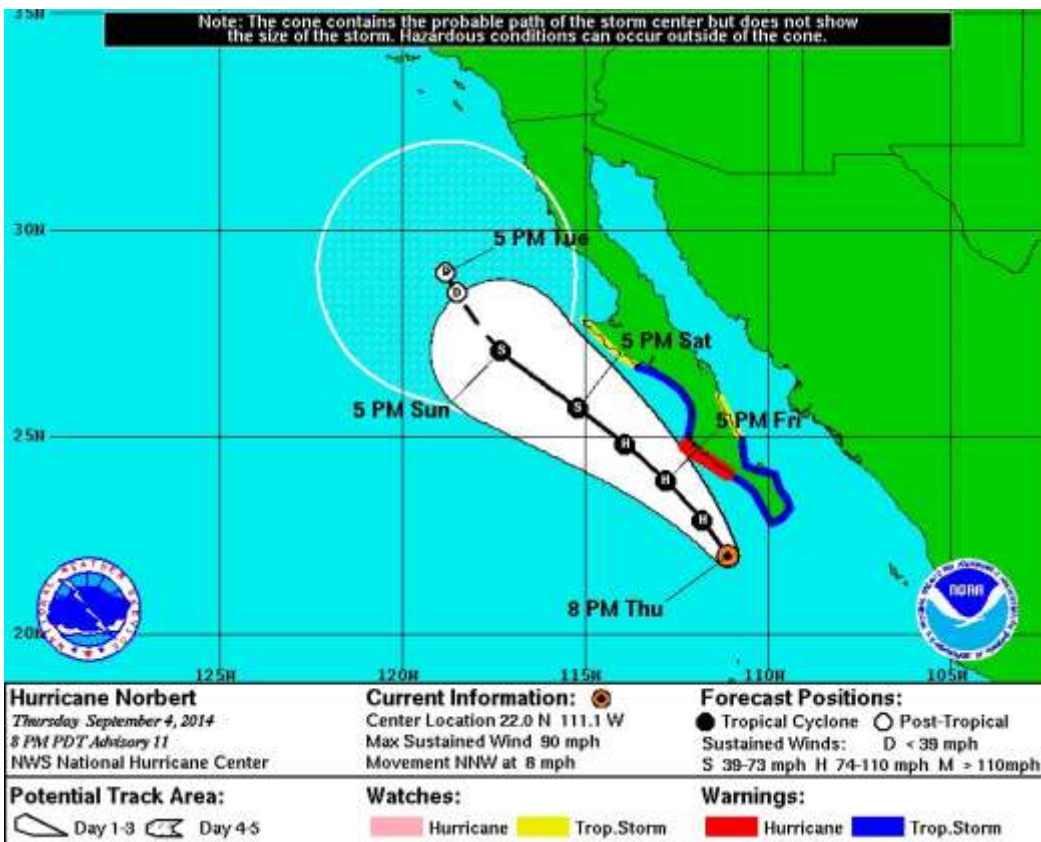 Note: The cone contains the probable path of the storm center but does not show
the size of the storm. Hazardous conditions can occur outside of the cone.
35N
30N
5 PM Tue
D
D
5 PM Sat
S
5 PM Sun
S
5 PM Fri
25N
H
H
H
8 PM Thu
NOAA
20N
125W
120W
115W
110W
105W
Hurricane Norbert
Thursday September 4, 2014
8 PM PDT Advisory 11
NWS National Hurricane Center
Current Information:
Center Location 22.0 N 111.1 W
Max Sustained Wind 90 mph
Movement NNW at 8 mph
Forecast Positions:
Tropical Cyclone Post-Tropical
Sustained Winds: D < 39 mph
S 39-73 mph H 74-110 mph M > 110mph
Potential Track Area:
Day 1-3 Day 4-5
Watches:
Hurricane Trop.Storm
Warnings:
Hurricane Trop.Storm